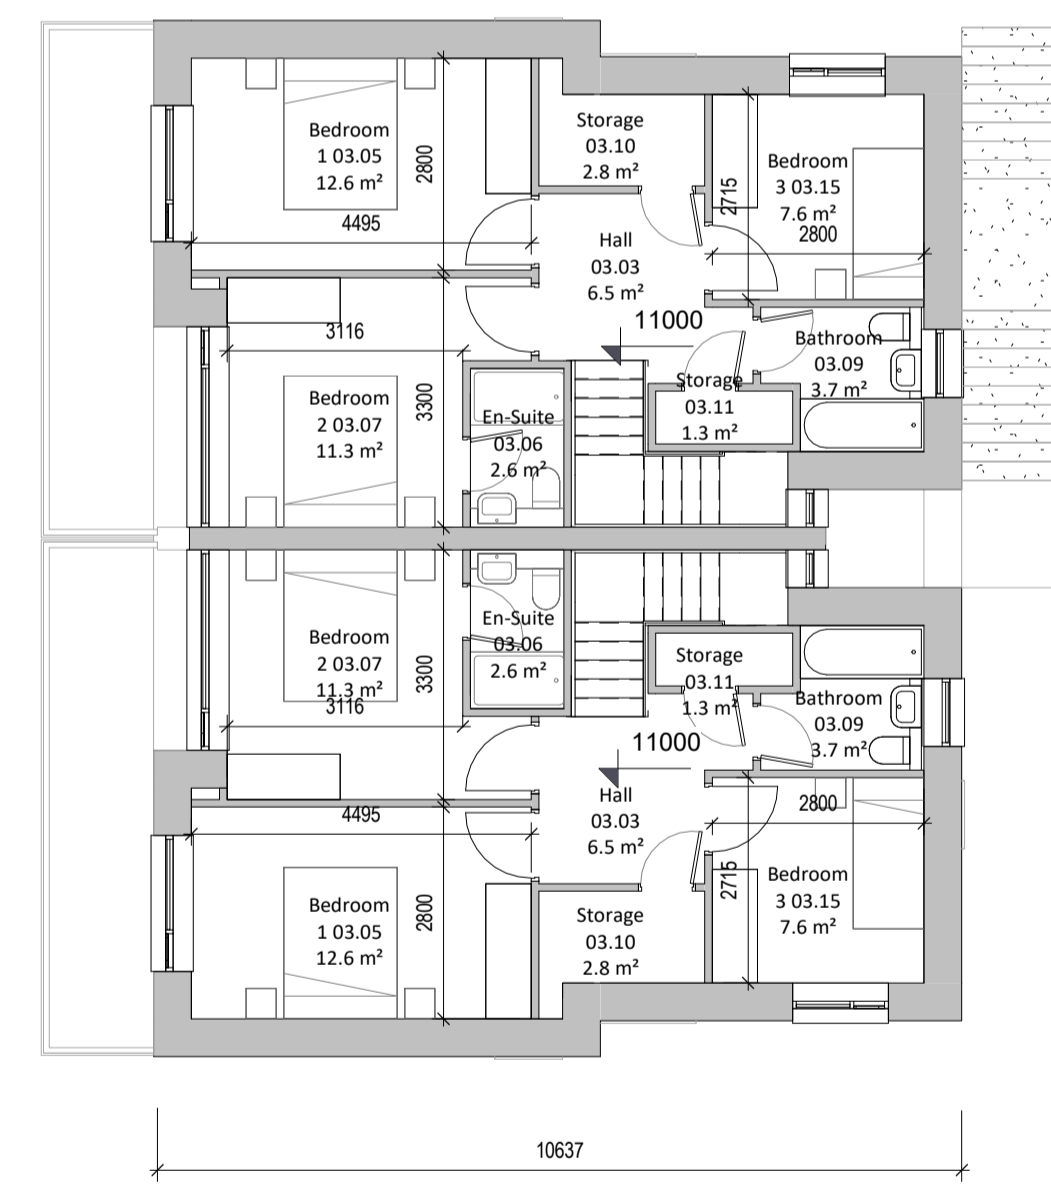 Bedroom
1 03.05
12.6 m²
2800
4495
Storage
03.10
2.8 m²
Bedroom
3 03.15
7.6 m²
2715
2800
Hall
03.03
6.5 m²
11000
3116
Bedroom
2 03.07
11.3 m²
3300
En-Suite
03.06
2.6 m²
Storage
03.11
1.3 m²
Bathroom
03.09
3.7 m²
Bedroom
2 03.07
11.3 m²
3116
3300
En-Suite
03.06
2.6 m²
Storage
03.11
1.3 m²
Bathroom
03.09
3.7 m²
11000
Hall
03.03
6.5 m²
4495
2800
Bedroom
1 03.05
12.6 m²
2800
2715
Bedroom
3 03.15
7.6 m²
Storage
03.10
2.8 m²
10637